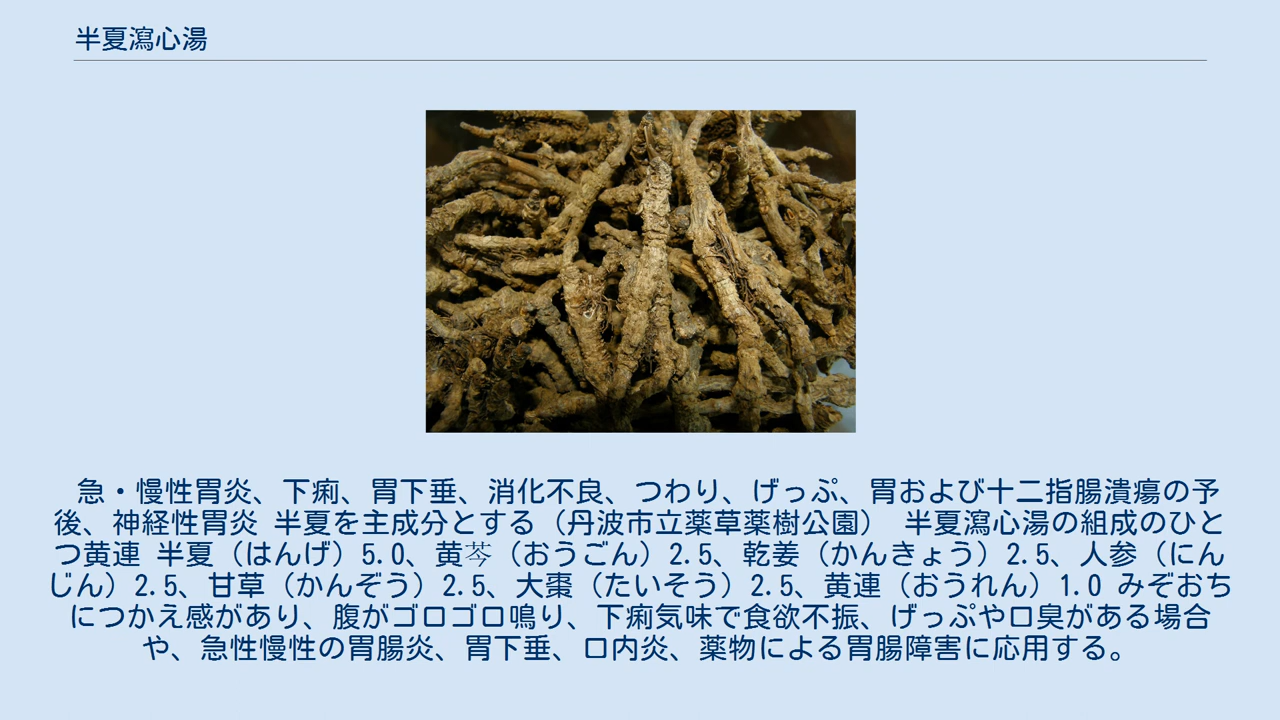 半夏瀉心湯
急・慢性胃炎、下痢、胃下垂、消化不良、つわり、げっぷ、胃および十二指腸潰瘍の予
後、神経性胃炎 半夏を主成分とする（丹波市立薬草薬樹公園） 半夏瀉心湯の組成のひと
つ黄連 半夏（はんげ）5.0、黄芩（おうごん）2.5、乾姜（かんきょう）2.5、人参（にん
じん）2.5、甘草（かんぞう）2.5、大棗（たいそう）2.5、黄連（おうれん）1.0 みぞおち
につかえ感があり、腹がゴロゴロ鳴り、下痢気味で食欲不振、げっぷや口臭がある場合
や、急性慢性の胃腸炎、胃下垂、口内炎、薬物による胃腸障害に応用する。